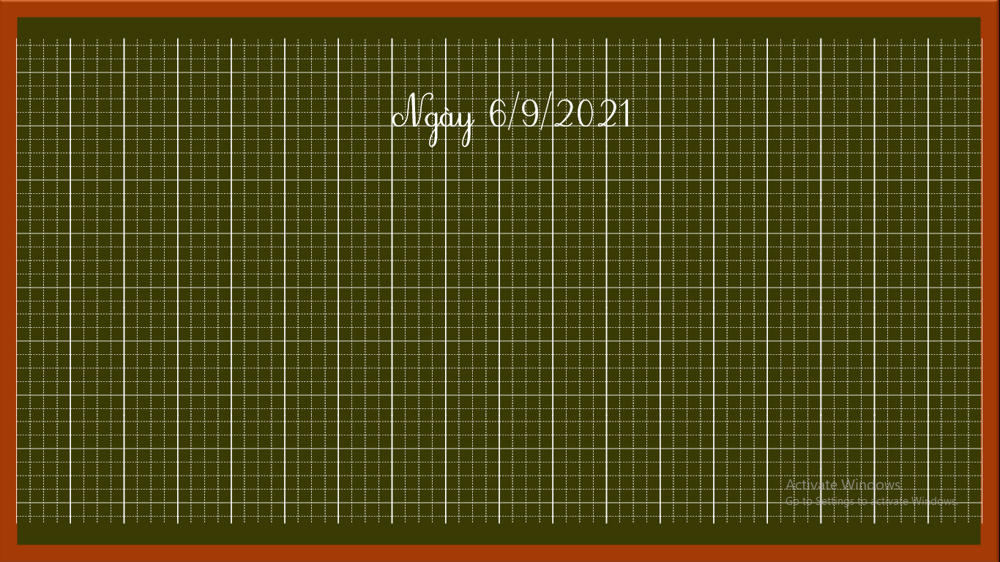 Ngày 6/9/2021
Activate Windows
Go to Settings to activate Windows.